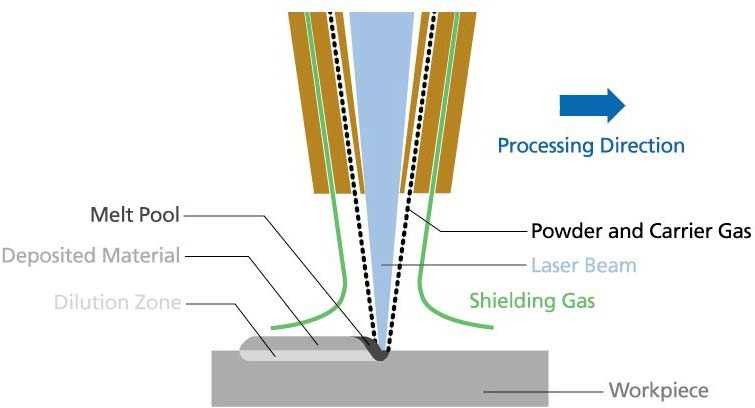 Processing Direction
Melt Pool
Powder and Carrier Gas
Deposited Material
Laser Beam
Dilution Zone
Shielding Gas
Workpiece